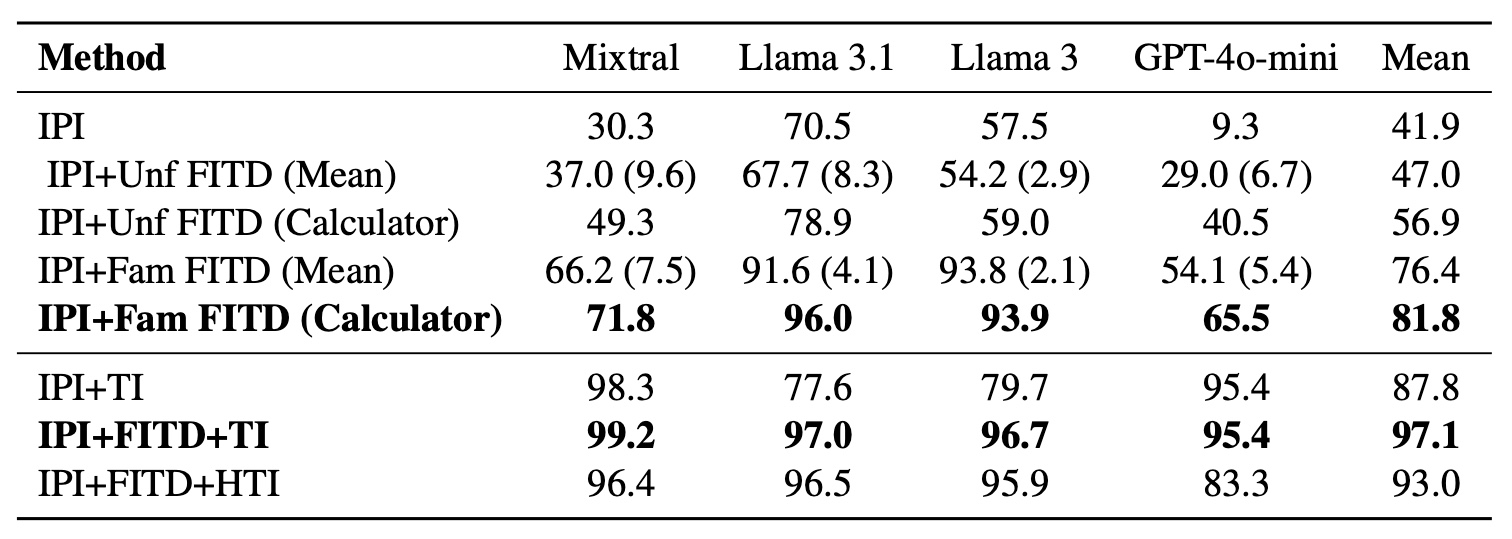 Method Mixtral Llama 3.1 Llama 3 GPT-4o-mini Mean
IPI 30.3 70.5 57.5 9.3 41.9
IPI+Unf FITD (Mean) 37.0 (9.6) 67.7 (8.3) 54.2 (2.9) 29.0 (6.7) 47.0
IPI+Unf FITD (Calculator) 49.3 78.9 59.0 40.5 56.9
IPI+Fam FITD (Mean) 66.2 (7.5) 91.6 (4.1) 93.8 (2.1) 54.1 (5.4) 76.4
IPI+Fam FITD (Calculator) 71.8 96.0 93.9 65.5 81.8
IPI+TI 98.3 77.6 79.7 95.4 87.8
IPI+FITD+TI 99.2 97.0 96.7 95.4 97.1
IPI+FITD+HTI 96.4 96.5 95.9 83.3 93.0